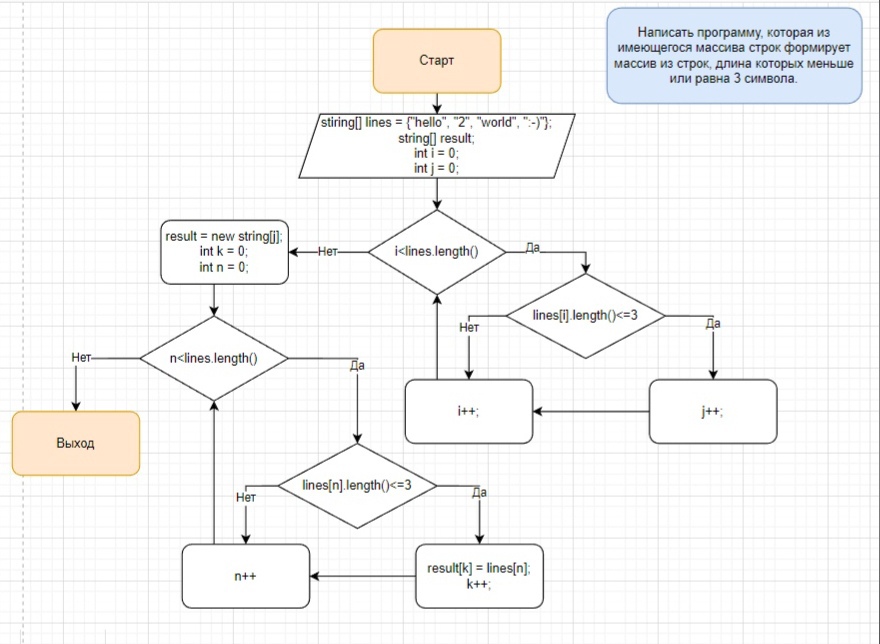 Написать программу, которая из
имеющегося массива строк формирует
массив из строк, длина которых меньше
или равна 3 символа.
Старт
stiring[] lines = {"hello", "2", "world", ":-)"};
string[] result;
int i = 0;
int j = 0;
result = new string[j];
int k = 0;
int n = 0;
Нет
i<lines.length()
Да
lines[i].length()<=3
Нет
Да
Нет
n<lines.length()
Да
i++;
j++;
Выход
lines[n].length()<=3
Нет
Да
n++
result[k] = lines[n];
k++;